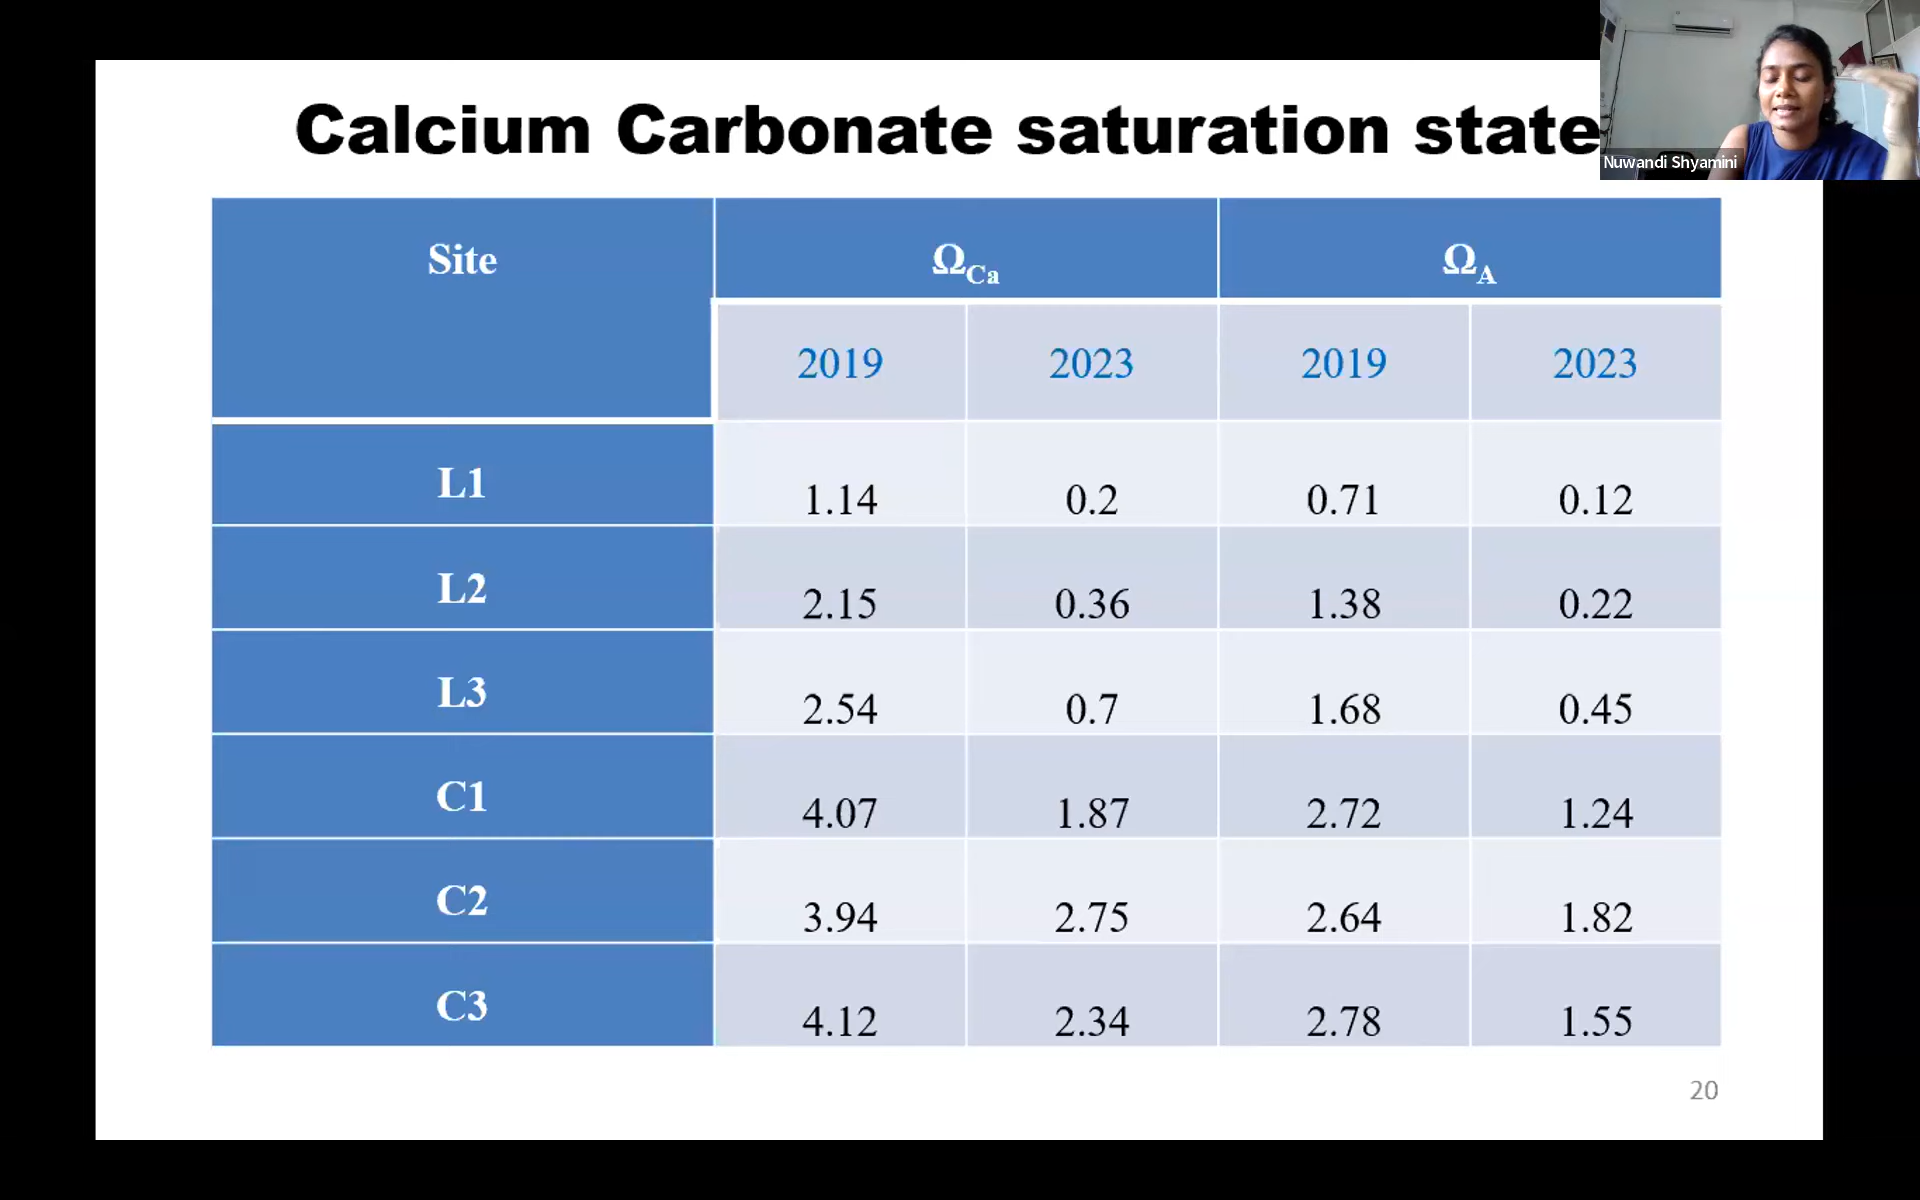 Calcium Carbonate saturation state
Nuwandi Shyamini
Site Ω_Ca Ω_A
2019 2023 2019 2023
L1 1.14 0.2 0.71 0.12
L2 2.15 0.36 1.38 0.22
L3 2.54 0.7 1.68 0.45
C1 4.07 1.87 2.72 1.24
C2 3.94 2.75 2.64 1.82
C3 4.12 2.34 2.78 1.55
20